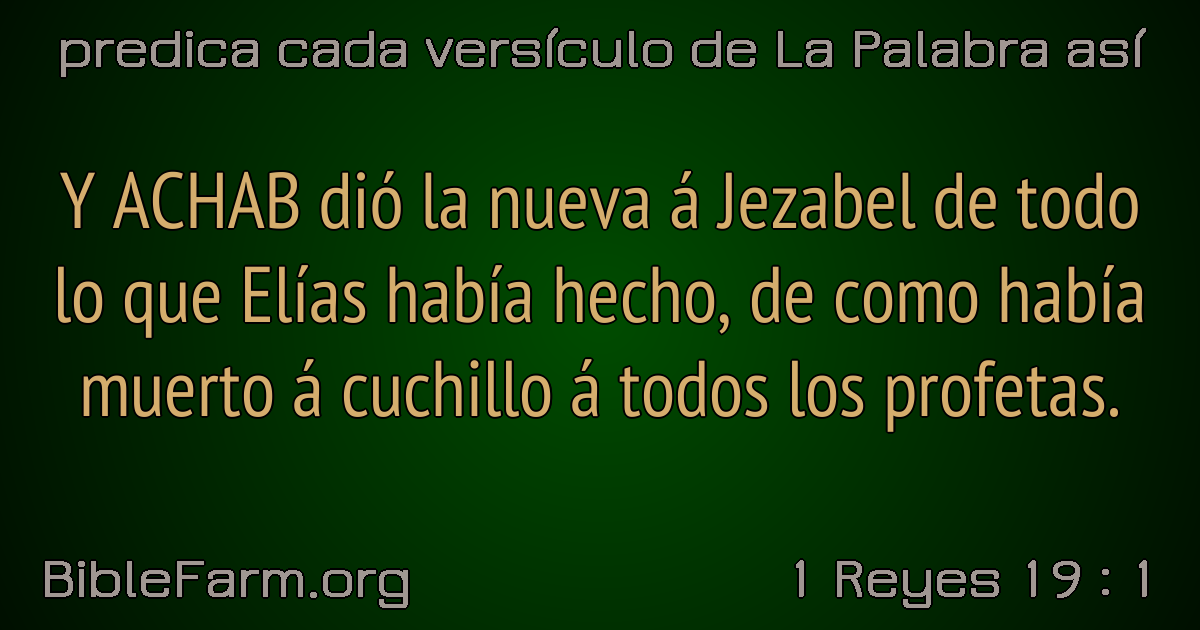 predica cada versículo de La Palabra así
Y ACHAB dió la nueva á Jezabel de todo
lo que Elías había hecho, de como había
muerto á cuchillo á todos los profetas.
BibleFarm.org
1 Reyes 19 : 1